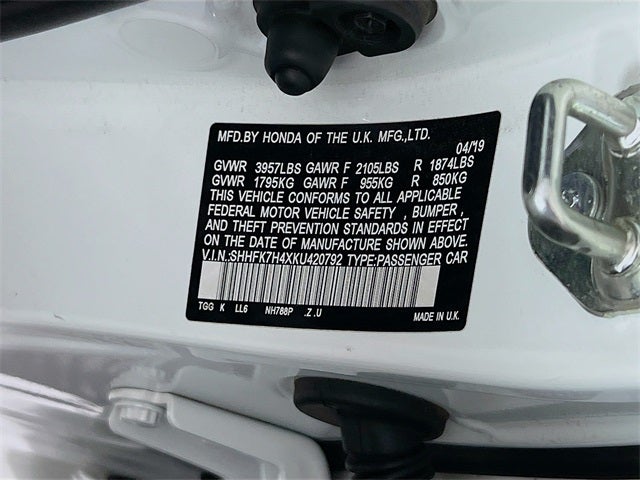 MFD.BY HONDA OF THE U.K. MFG.,LTD.
04/19
GVWR 3957LBS GAWR F 2105LBS R 1874LBS
GVWR 1795KG GAWR F 955KG R 850KG
THIS VEHICLE CONFORMS TO ALL APPLICABLE
FEDERAL MOTOR VEHICLE SAFETY , BUMPER ,
AND THEFT PREVENTION STANDARDS IN EFFECT
ON THE DATE OF MANUFACTURE SHOWN ABOVE.
V.I.N.:SHHFK7H4XKU420792 TYPE:PASSENGER CAR
TGG K LL6 NH788P .Z .U
MADE IN U.K.